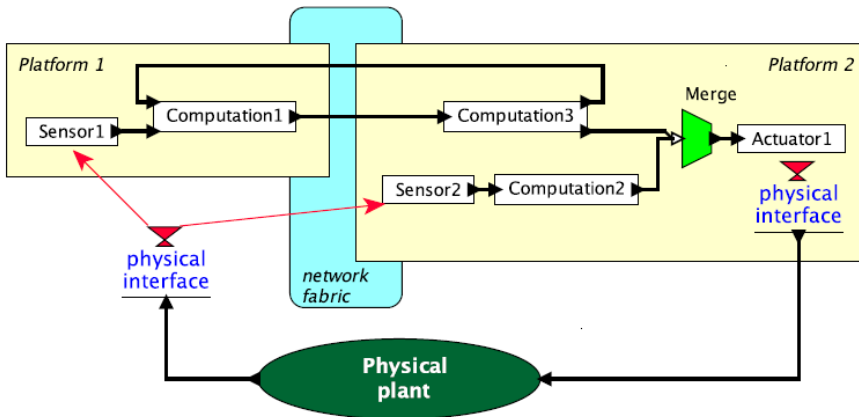 Platform 1
Platform 2
Merge
Computation1
Computation3
Sensor1
Actuator1
Sensor2
Computation2
physical
interface
physical
interface
network
fabric
Physical
plant